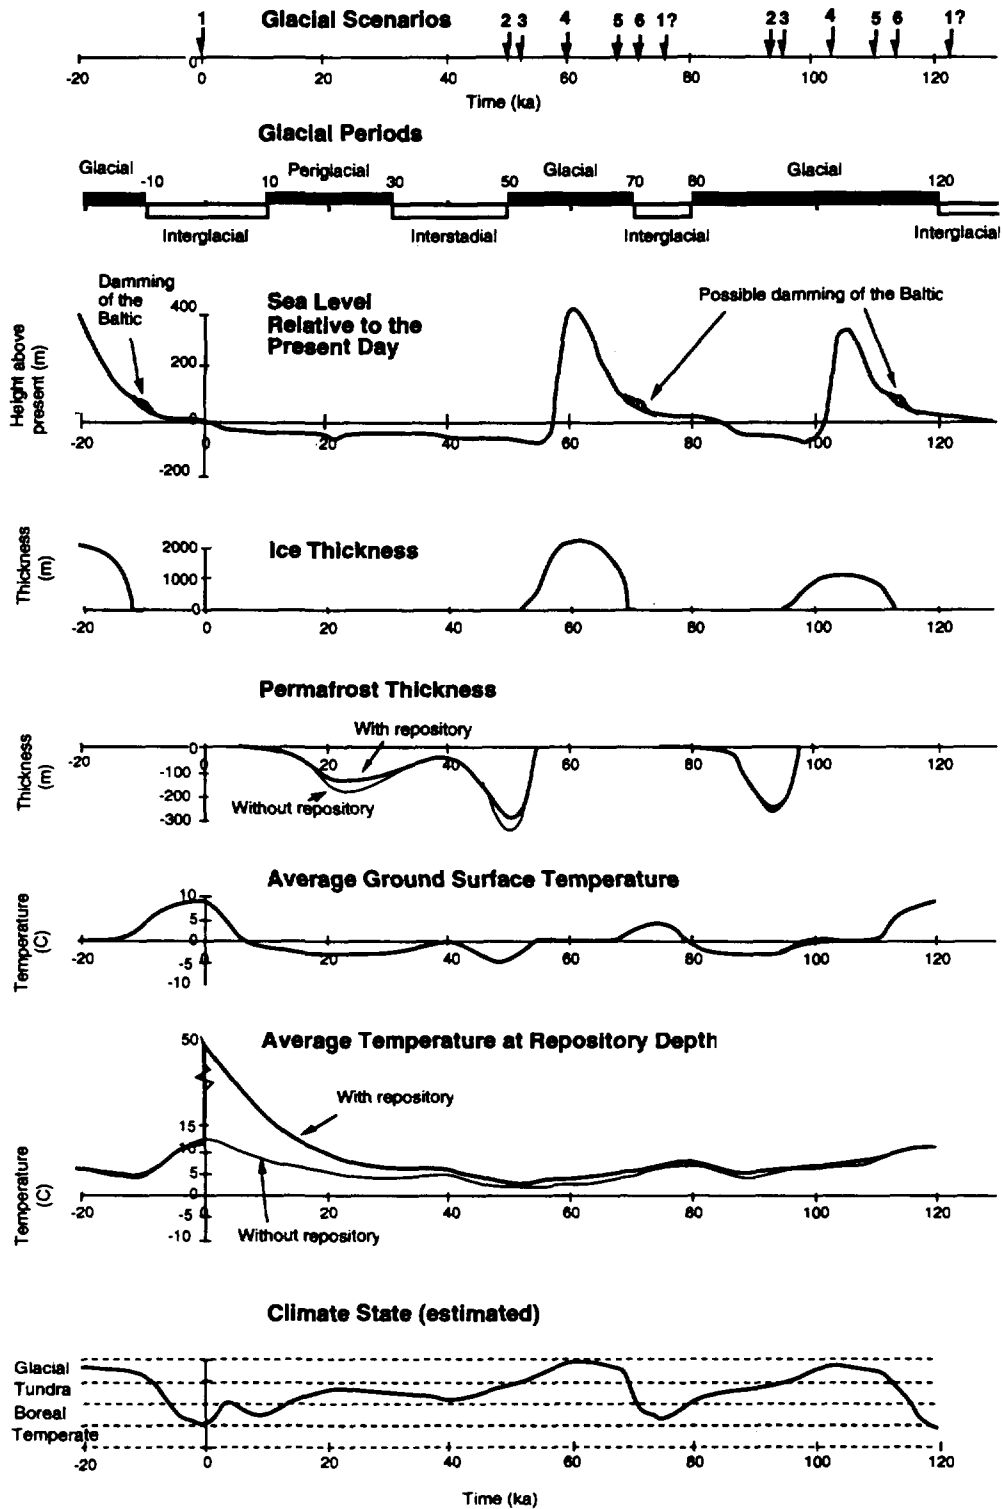 Glacial Scenarios
1 2 3 4 5 6 1? 2 3 4 5 6 1?
0
-20 0 20 40 60 80 100 120
Time (ka)
Glacial Periods
Glacial -10 10 Periglacial 30 50 Glacial 70 80 Glacial 120
Interglacial Interstadial Interglacial Interglacial
Damming
of the
Baltic
Sea Level
Relative to the
Present Day
Possible damming of the Baltic
Height above
present (m)
400
200
0
-200
-20 0 20 40 60 80 100 120
Ice Thickness
Thickness
(m)
2000
1000
0
-20 0 20 40 60 80 100 120
Permafrost Thickness
With repository
Without repository
Thickness
(m)
0
-100
-200
-300
-20 0 20 40 60 80 100 120
Average Ground Surface Temperature
Temperature
(C)
10
5
0
-5
-10
-20 0 20 40 60 80 100 120
Average Temperature at Repository Depth
With repository
Without repository
Temperature
(C)
50
15
10
5
0
-5
-10
-20 0 20 40 60 80 100 120
Climate State (estimated)
Glacial
Tundra
Boreal
Temperate
-20 0 20 40 60 80 100 120
Time (ka)